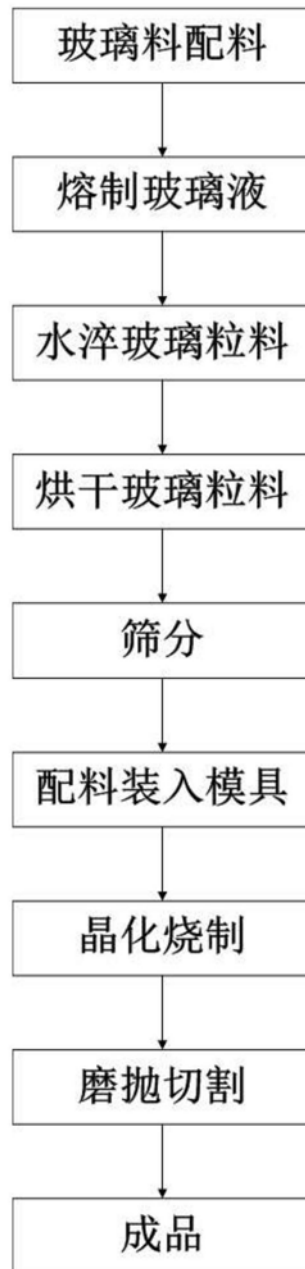 玻璃料配料
熔制玻璃液
水淬玻璃粒料
烘干玻璃粒料
筛分
配料装入模具
晶化烧制
磨抛切割
成品